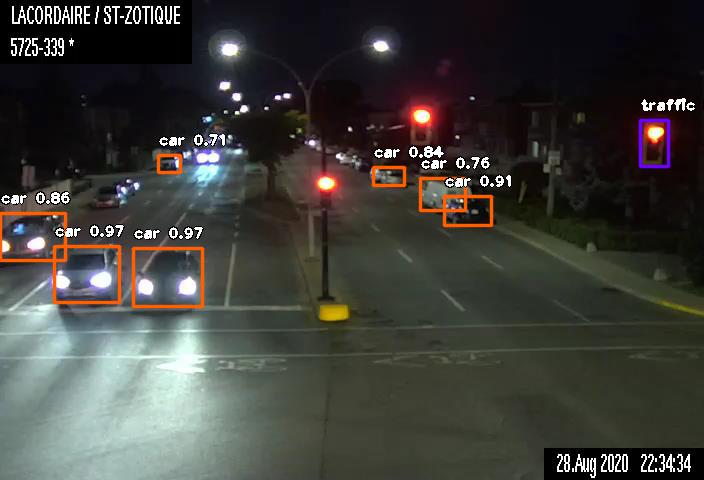 LACORDAIRE / ST-ZOTIQUE
5725-339 *
traffic
car 0.71
car 0.84
car 0.76
car 0.91
car 0.86
car 0.97
car 0.97
28.Aug 2020 22:34:34